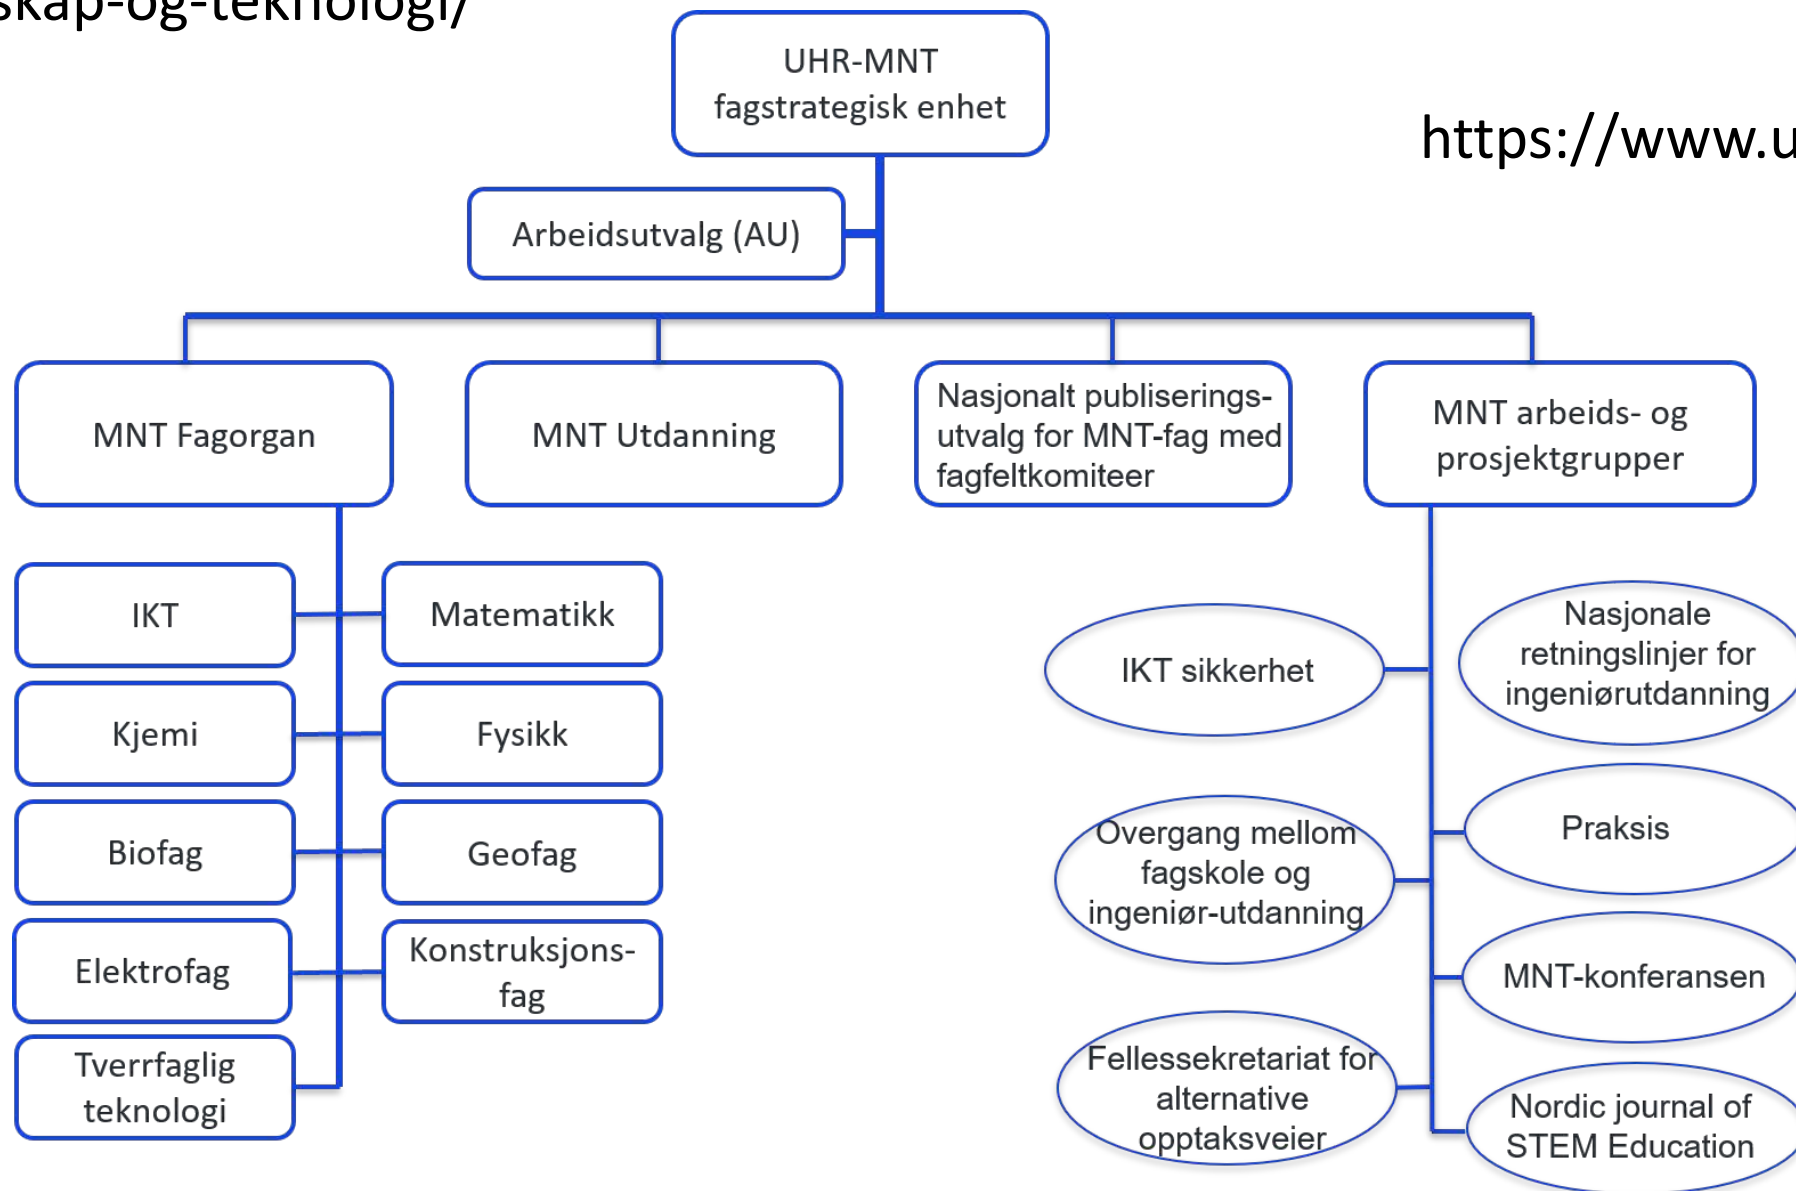 skap-og-teknologi/
UHR-MNT
fagstrategisk enhet
https://www.u
Arbeidsutvalg (AU)
MNT Fagorgan
MNT Utdanning
Nasjonalt publiserings-
utvalg for MNT-fag med
fagfeltkomiteer
MNT arbeids- og
prosjektgrupper
IKT
Matematikk
Kjemi
Fysikk
Biofag
Geofag
Elektrofag
Konstruksjons-
fag
Tverrfaglig
teknologi
IKT sikkerhet
Nasjonale
retningslinjer for
ingeniørutdanning
Overgang mellom
fagskole og
ingeniør-utdanning
Praksis
MNT-konferansen
Fellessekretariat for
alternative
opptaksveier
Nordic journal of
STEM Education